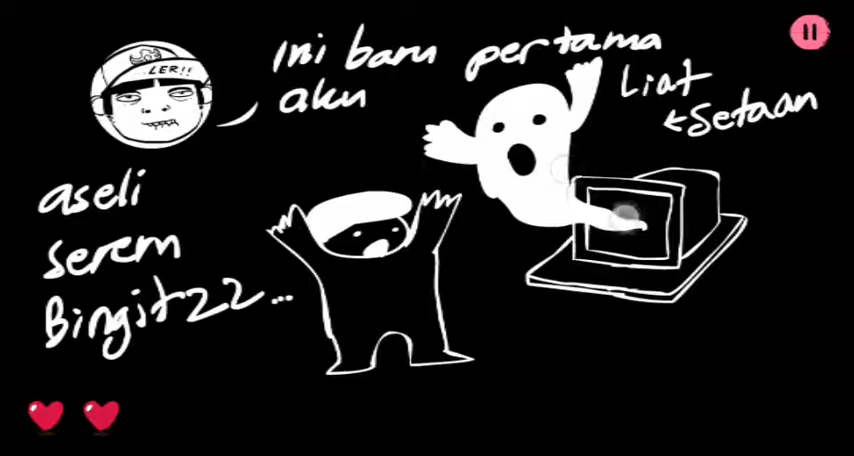 LER!!
Ini baru pertama
aku Liat
←Setaan
aseli
serem
Bingitzz...